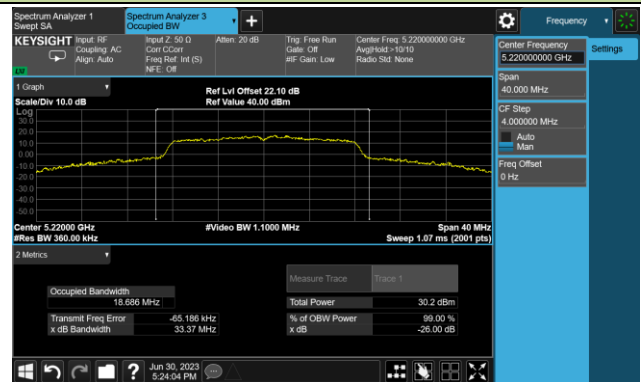 Spectrum Analyzer 1
Swept SA
Spectrum Analyzer 3
Occupied BW
Frequency
KEYSIGHT
Input: RF
Coupling: AC
Align: Auto
Input Z: 50 Ω
Corr CCorr
Freq Ref: Int (S)
NFE: Off
Atten: 20 dB
Trig: Free Run
Gate: Off
#IF Gain: Low
Center Freq: 5.220000000 GHz
Avg|Hold:>10/10
Radio Std: None
Center Frequency
5.220000000 GHz
Settings
Span
40.000 MHz
CF Step
4.000000 MHz
Auto
Man
Freq Offset
0 Hz
1 Graph
Scale/Div 10.0 dB
Ref Lvl Offset 22.10 dB
Ref Value 40.00 dBm
Log
30.0
20.0
10.0
0.00
-10.0
-20.0
-30.0
-40.0
-50.0
Center 5.22000 GHz
#Res BW 360.00 kHz
#Video BW 1.1000 MHz
Span 40 MHz
Sweep 1.07 ms (2001 pts)
2 Metrics
Measure Trace
Trace 1
Occupied Bandwidth
18.686 MHz
Total Power
30.2 dBm
Transmit Freq Error
-65.186 kHz
% of OBW Power
99.00 %
x dB Bandwidth
33.37 MHz
x dB
-26.00 dB
?
Jun 30, 2023
5:24:04 PM